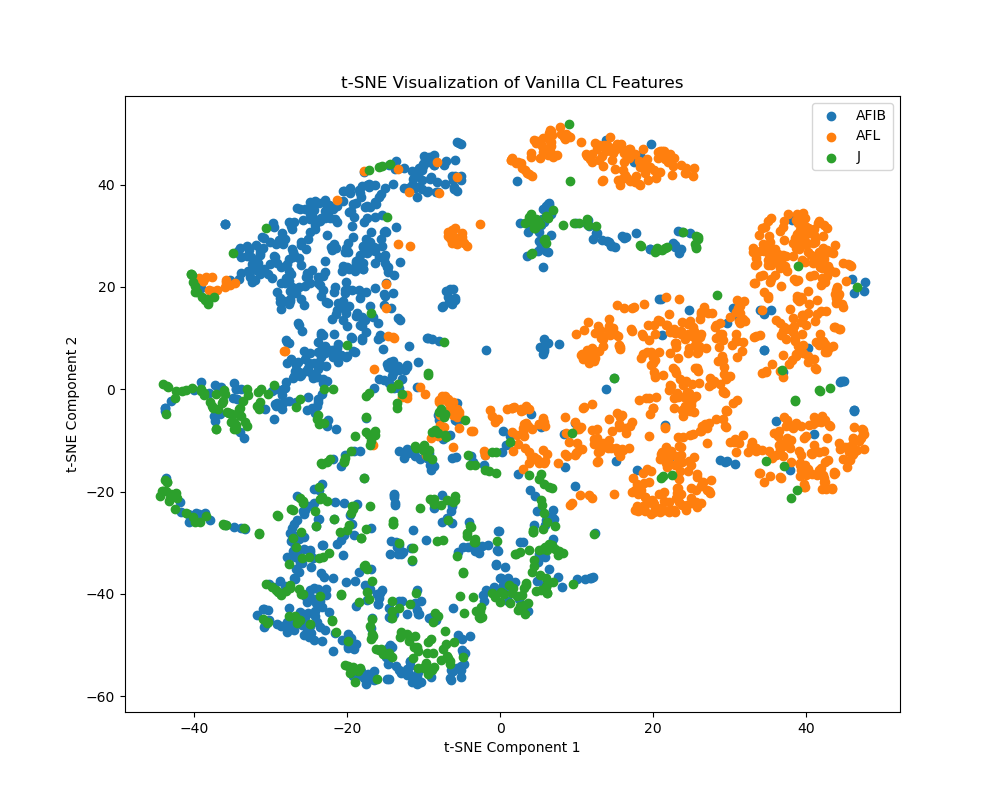 t-SNE Visualization of Vanilla CL Features
AFIB
AFL
J
40
20
0
−20
−40
−60
t-SNE Component 2
−40
−20
0
20
40
t-SNE Component 1